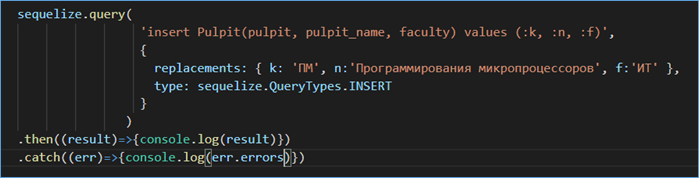 sequelize.query(
'insert Pulpit(pulpit, pulpit_name, faculty) values (:k, :n, :f)',
{
replacements: { k: 'ПМ', n:'Программирования микропроцессоров', f:'ИТ' },
type: sequelize.QueryTypes.INSERT
}
)
.then((result)=>{console.log(result)})
.catch((err)=>{console.log(err.errors)})